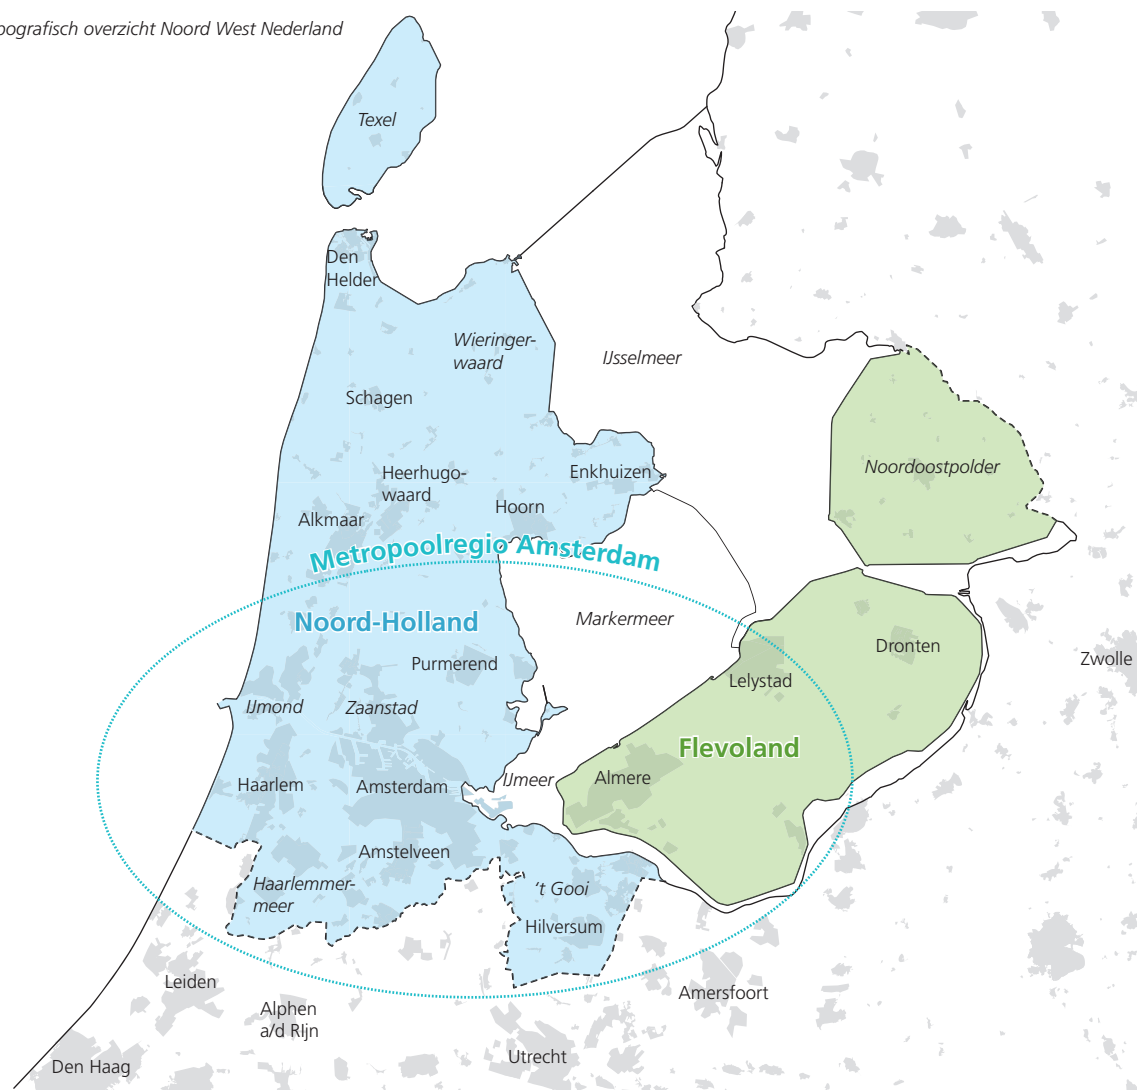 pografisch overzicht Noord West Nederland
Texel
Den
Helder
Wieringer-
waard
IJsselmeer
Schagen
Noordoostpolder
Heerhugo-
waard
Enkhuizen
Hoorn
Alkmaar
Metropoolregio Amsterdam
Noord-Holland
Markermeer
Dronten
Zwolle
Purmerend
Lelystad
IJmond
Zaanstad
Flevoland
IJmeer
Almere
Haarlem
Amsterdam
Amstelveen
Haarlemmer-
meer
't Gooi
Hilversum
Leiden
Amersfoort
Alphen
a/d RIjn
Utrecht
Den Haag